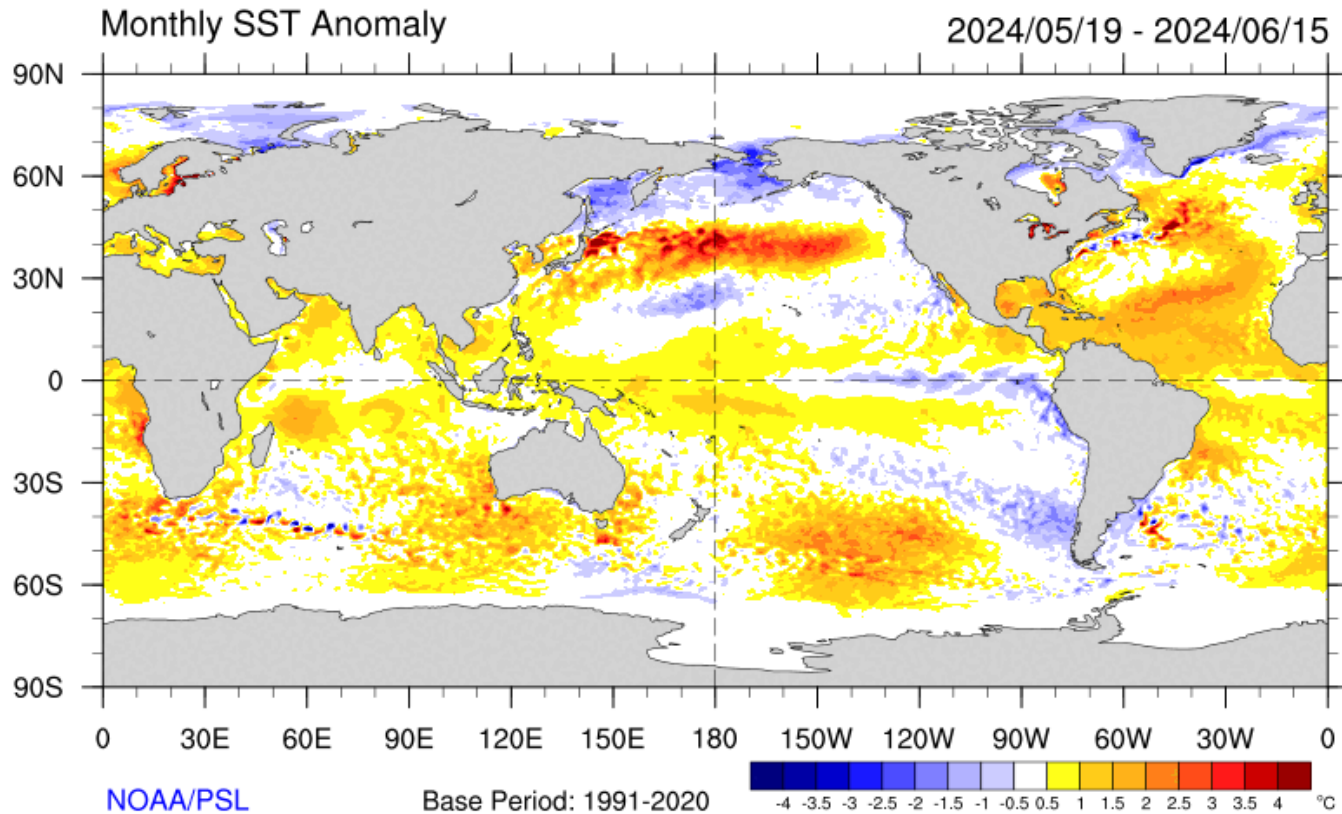 Monthly SST Anomaly 2024/05/19 - 2024/06/15
90N
60N
30N
0
30S
60S
90S
0 30E 60E 90E 120E 150E 180 150W 120W 90W 60W 30W 0
NOAA/PSL Base Period: 1991-2020
-4 -3.5 -3 -2.5 -2 -1.5 -1 -0.5 0.5 1 1.5 2 2.5 3 3.5 4 °C